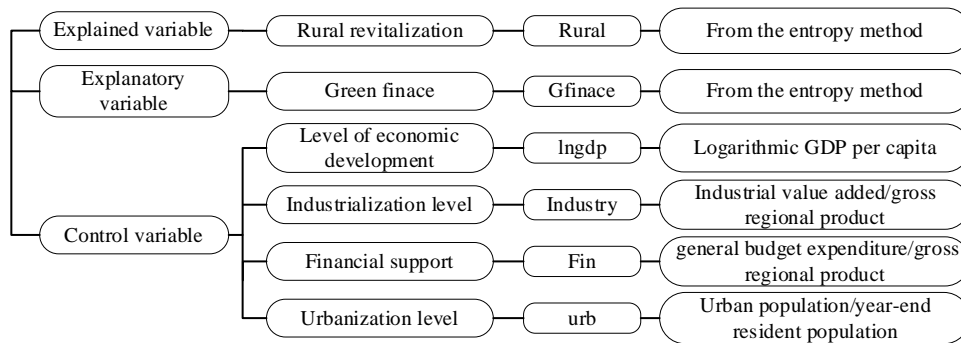 Explained variable
Rural revitalization
Rural
From the entropy method
Explanatory
variable
Green finace
Gfinace
From the entropy method
Control variable
Level of economic
development
lngdp
Logarithmic GDP per capita
Industrialization level
Industry
Industrial value added/gross
regional product
Financial support
Fin
general budget expenditure/gross
regional product
Urbanization level
urb
Urban population/year-end
resident population